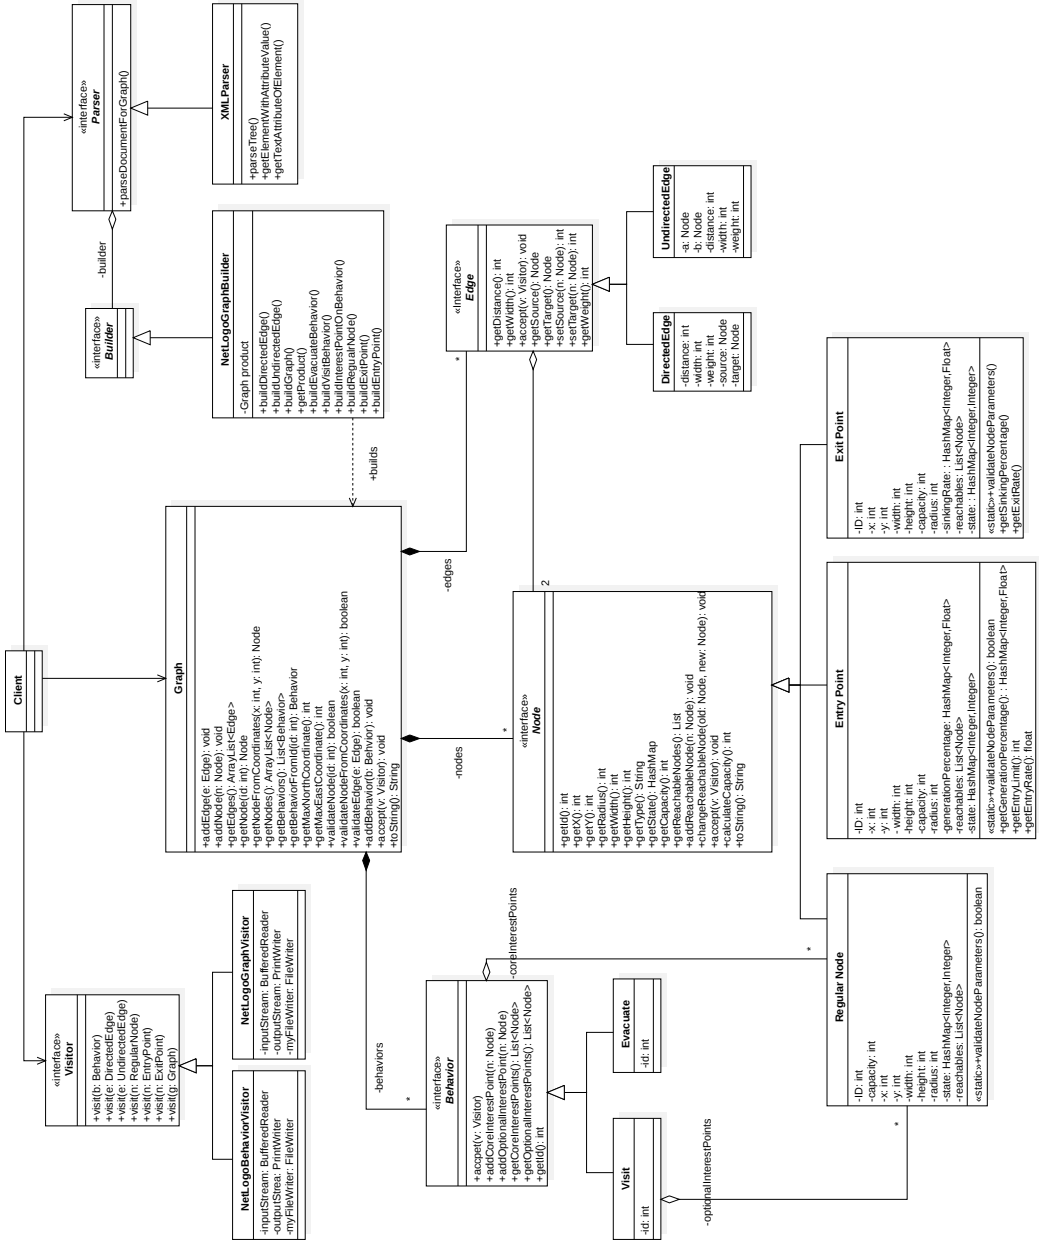 Client
«interface»
Visitor
+visit(b: Behavior)
+visit(e: DirectedEdge)
+visit(e: UndirectedEdge)
+visit(n: RegularNode)
+visit(n: EntryPoint)
+visit(n: ExitPoint)
+visit(g: Graph)
NetLogoBehaviorVisitor
-inputStream: BufferedReader
-outputStrea: PrintWriter
-myFileWriter: FileWriter
NetLogoGraphVisitor
-inputStream: BufferedReader
-outputStream: PrintWriter
-myFileWriter: FileWriter
Graph
+addEdge(e: Edge): void
+addNode(n: Node): void
+getEdges(): ArrayList<Edge>
+getNode(id: int): Node
+getNodeFromCoordinates(x: int, y: int): Node
+getNodes(): ArrayList<Node>
+getBehaviors(): List<Behavior>
+getBehaviorFromId(id: int): Behavior
+getMaxNorthCoordinate(): int
+getMaxEastCoordinate(): int
+validateNode(id: int): boolean
+validateNodeFromCoordinates(x: int, y: int): boolean
+validateEdge(e: Edge): boolean
+addBehavior(b: Behvior): void
+accept(v: Visitor): void
+toString(): String
«interface»
Builder
-builder
«interface»
Parser
+parseDocumentForGraph()
XMLParser
+parseTree()
+getElementWithAttributeValue()
+getTextAttributeOfElement()
NetLogoGraphBuilder
-Graph product
+buildDirectedEdge()
+buildUndirectedEdge()
+buildGraph()
+getProduct()
+buildEvacuateBehavior()
+buildVisitBehavior()
+buildInterestPointOnBehavior()
+buildRegualrNode()
+buildExitPoint()
+buildEntryPoint()
+builds
-behaviors
*
-nodes
*
-edges
*
«interface»
Behavior
+accpet(v: Visitor)
+addCoreInterestPoint(n: Node)
+addOptionalInterestPoint(n: Node)
+getCoreInterestPoints(): List<Node>
+getOptionalInterestPoints(): List<Node>
+getId(): int
-coreInterestPoints
*
«interface»
Node
+getId(): int
+getX(): int
+getY(): int
+getRadius(): int
+getWidth(): int
+getHeight(): int
+getType(): String
+getState(): HashMap
+getCapacity(): int
+getReachableNodes(): List
+addReachableNode(n: Node): void
+changeReachableNode(old: Node, new: Node): void
+accept(v: Visitor): void
+calculateCapacity(): int
+toString(): String
2
«Interface»
Edge
+getDistance(): int
+getWidth(): int
+accept(v: Visitor): void
+getSource(): Node
+getTarget(): Node
+setSource(n: Node): int
+setTarget(n: Node): int
+getWeight(): int
Visit
-id: int
Evacuate
-id: int
-optionalInterestPoints
*
DirectedEdge
-distance: int
-width: int
-weight: int
-source: Node
-target: Node
UndirectedEdge
-a: Node
-b: Node
-distance: int
-width: int
-weight: int
Regular Node
-ID: int
-capacity: int
-x: int
-y: int
-width: int
-height: int
-radius: int
-state: HashMap<Integer,Integer>
-reachables: List<Node>
«static»+validateNodeParameters(): boolean
Entry Point
-ID: int
-x: int
-y: int
-width: int
-height: int
-capacity: int
-radius: int
-generationPercentage: HashMap<Integer,Float>
-reachables: List<Node>
-state: HashMap<Integer,Integer>
«static»+validateNodeParameters(): boolean
+getGenerationPercentage(): : HashMap<Integer,Float>
+getEntryLimit(): int
+getEntryRate(): float
Exit Point
-ID: int
-x: int
-y: int
-width: int
-height: int
-capacity: int
-radius: int
-sinkingRate: : HashMap<Integer,Float>
-reachables: List<Node>
-state: : HashMap<Integer,Integer>
«static»+validateNodeParameters()
+getSinkingPercentage()
+getExitRate()